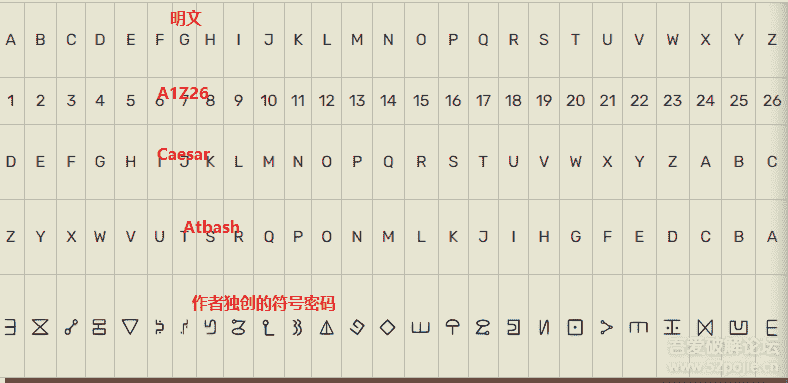 明文
A B C D E F G H I J K L M N O P Q R S T U V W X Y Z
A1Z26
1 2 3 4 5 6 7 8 9 10 11 12 13 14 15 16 17 18 19 20 21 22 23 24 25 26
Caesar
D E F G H I J K L M N O P Q R S T U V W X Y Z A B C
Atbash
Z Y X W V U T S R Q P O N M L K J I H G F E D C B A
作者独创的符号密码
吾爱破解论坛
www.52pojie.cn